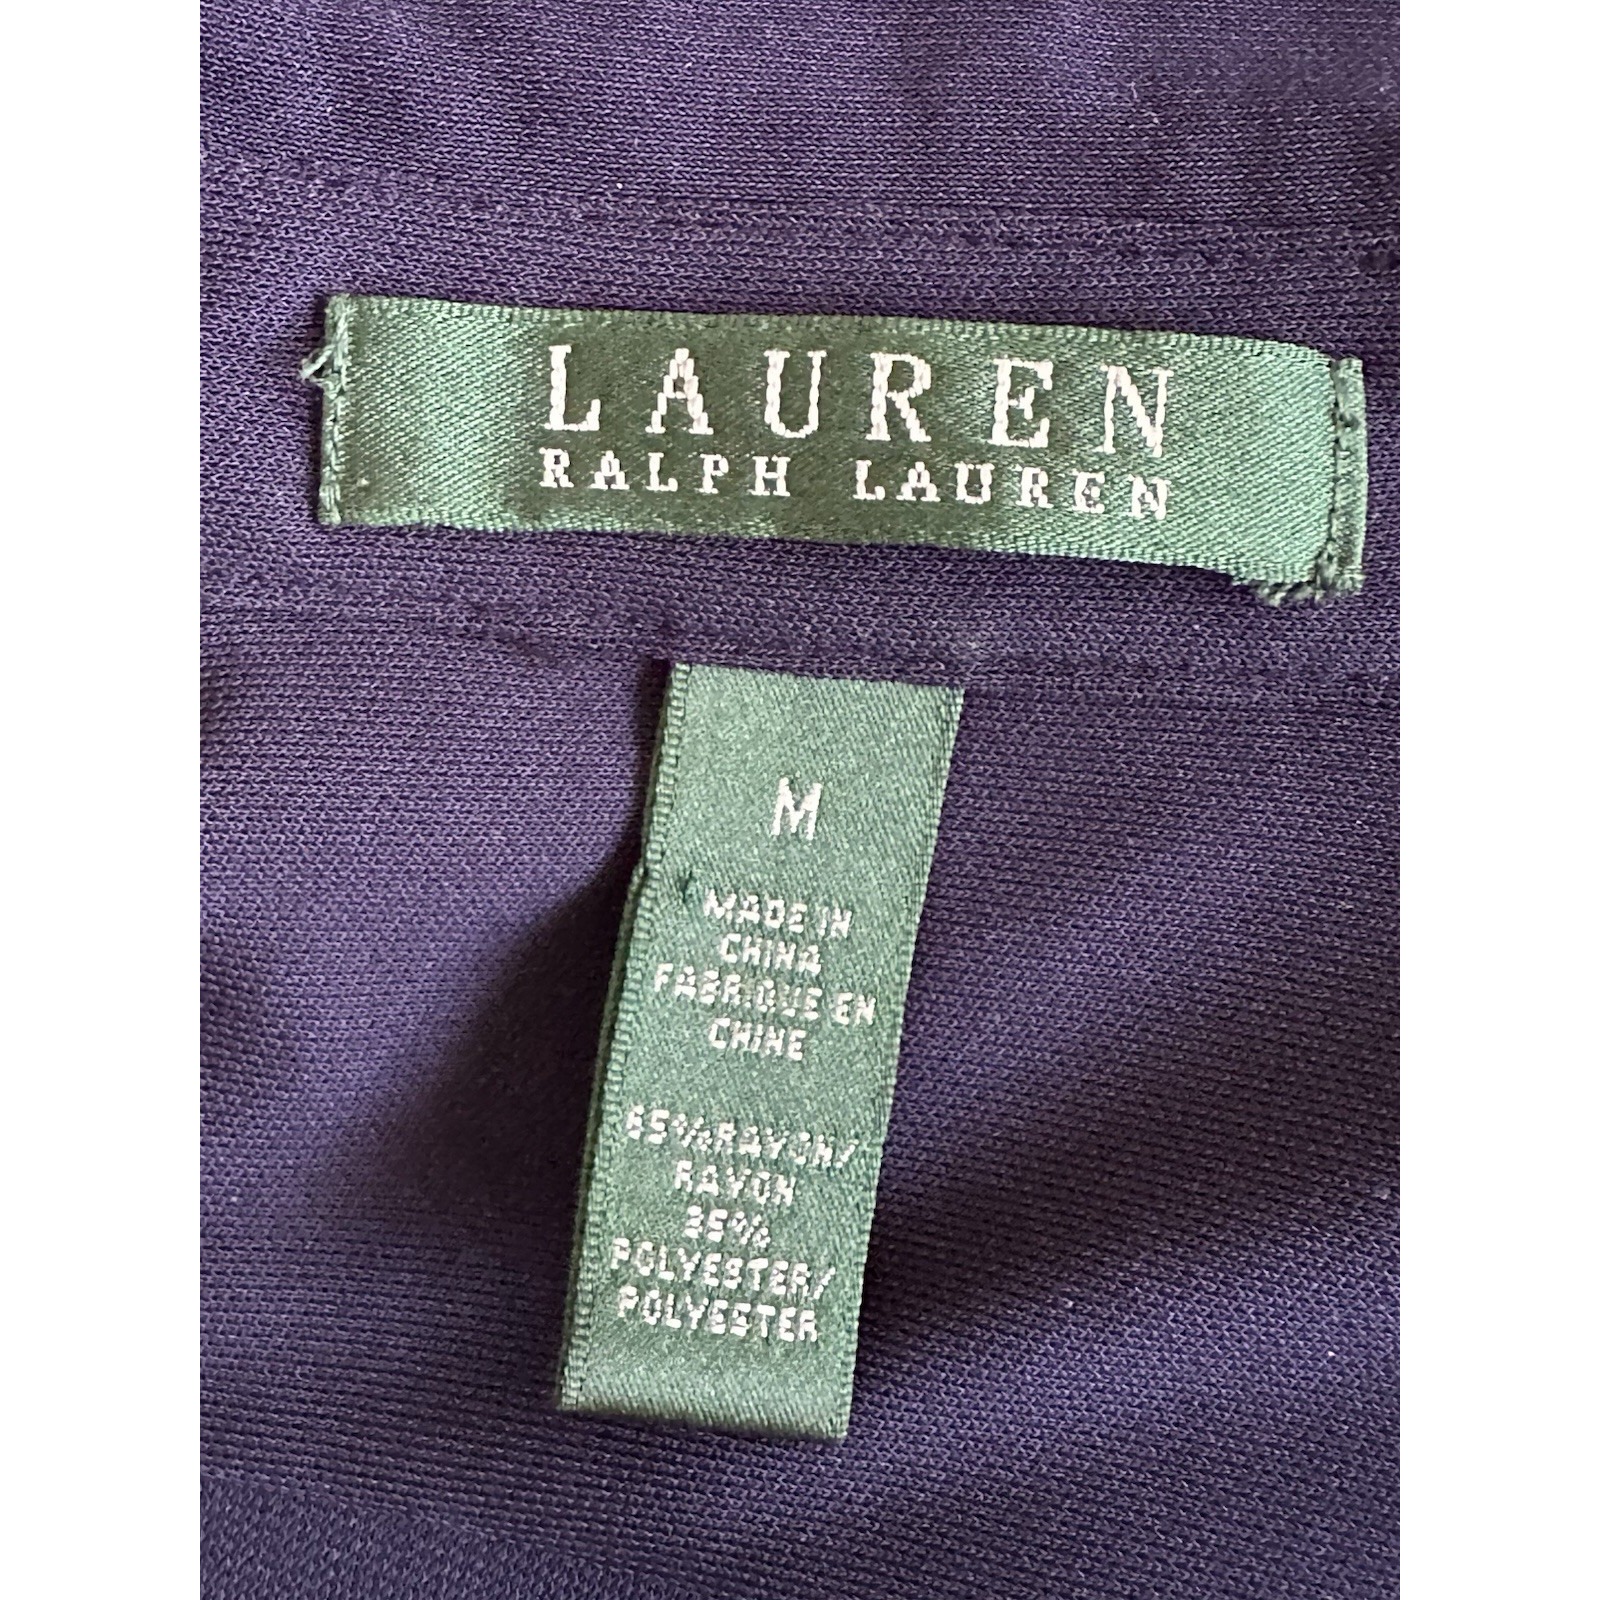 LAUREN
RALPH LAUREN
M
MADE IN
CHINA
FABRIQUE EN
CHINE
65%RAYON/
RAYON
35%
POLYESTER/
POLYESTER